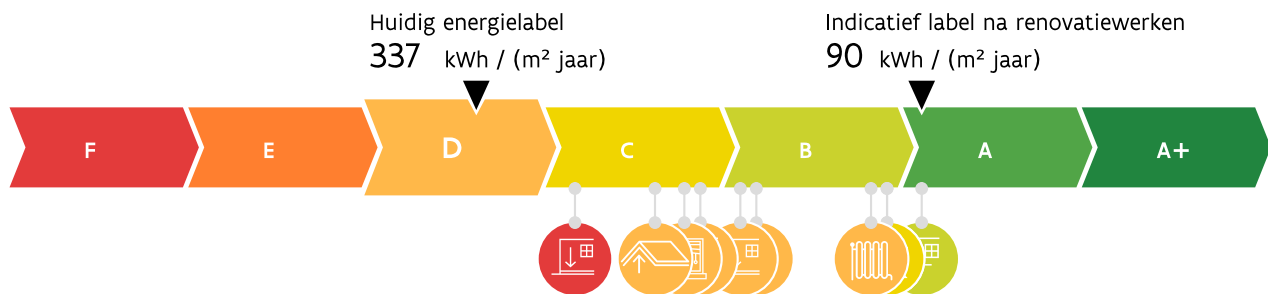 Huidig energielabel
337 kWh / (m² jaar)
Indicatief label na renovatiewerken
90 kWh / (m² jaar)
F E D C B A A+